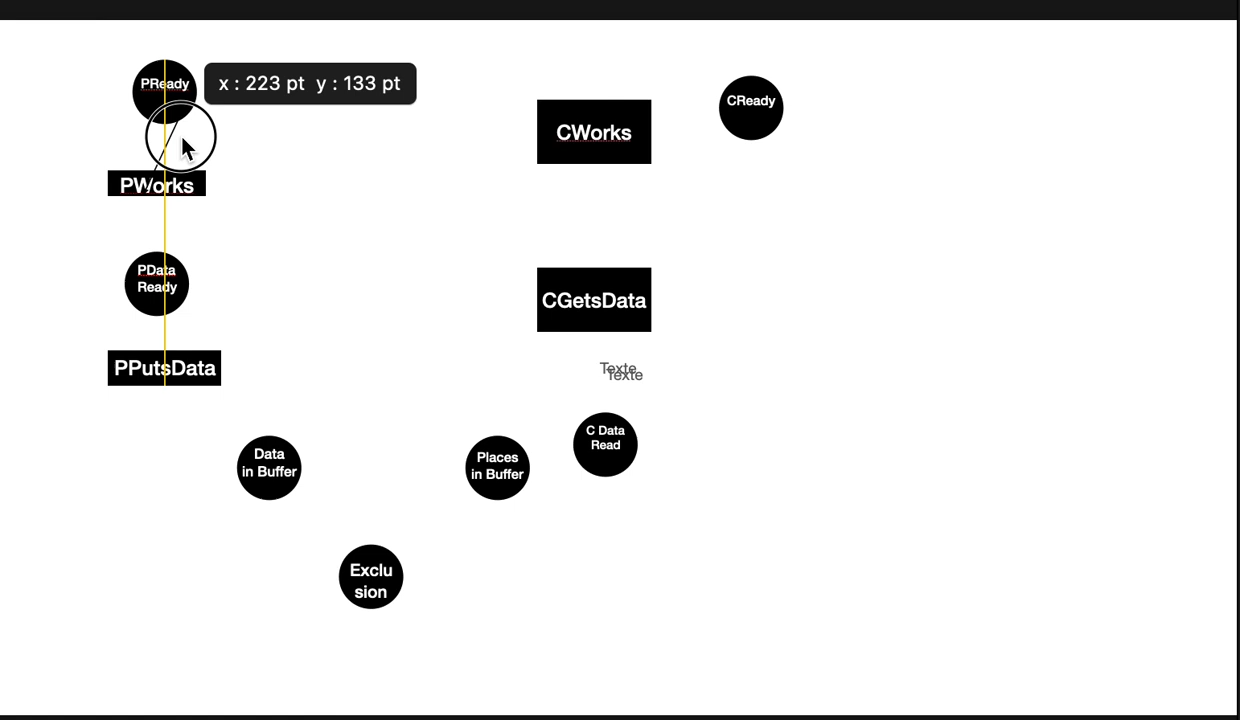 PReady
x : 223 pt y : 133 pt
CReady
CWorks
PWorks
PData
Ready
CGetsData
PPutsData
Texte
Texte
C Data
Read
Data
in Buffer
Places
in Buffer
Exclu
sion